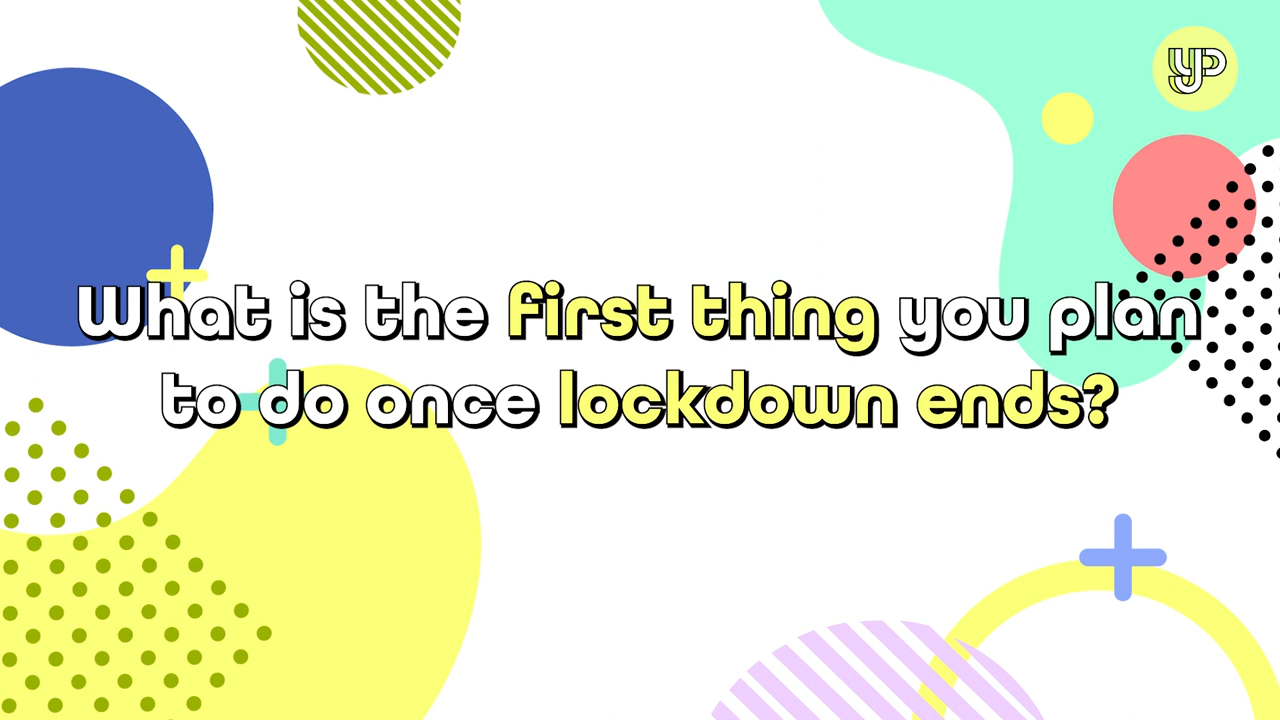 What is the first thing you plan
to do once lockdown ends?